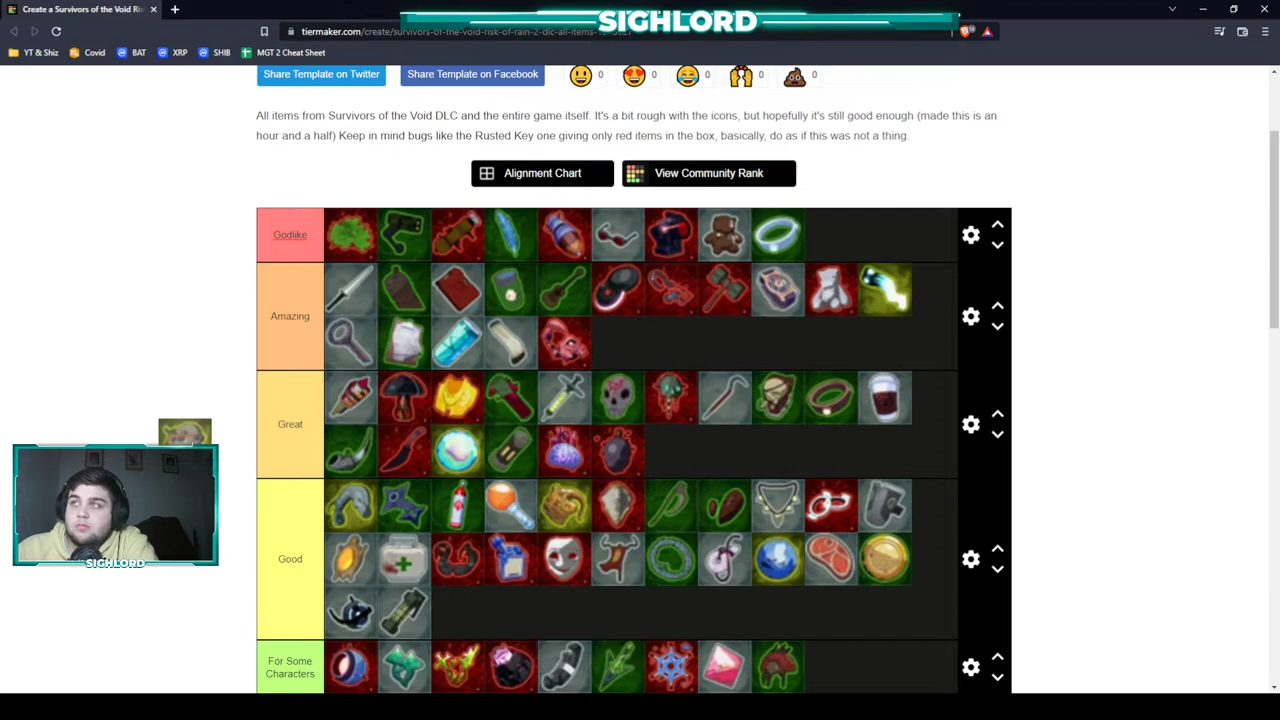 Create a Survivors of the Void Ris
SIGHLORD
tiermaker.com/create/survivors-of-the-void-risk-of-rain-2-dlc-all-items-
YT & Shiz
Covid
BAT
XRP
SHIB
MGT 2 Cheat Sheet
Share Template on Twitter
Share Template on Facebook
0
0
0
0
0
All items from Survivors of the Void DLC and the entire game itself. It's a bit rough with the icons, but hopefully it's still good enough (made this is an
hour and a half) Keep in mind bugs like the Rusted Key one giving only red items in the box, basically, do as if this was not a thing.
Alignment Chart
View Community Rank
Godlike
Amazing
Great
Good
For Some
Characters
SIGHLORD